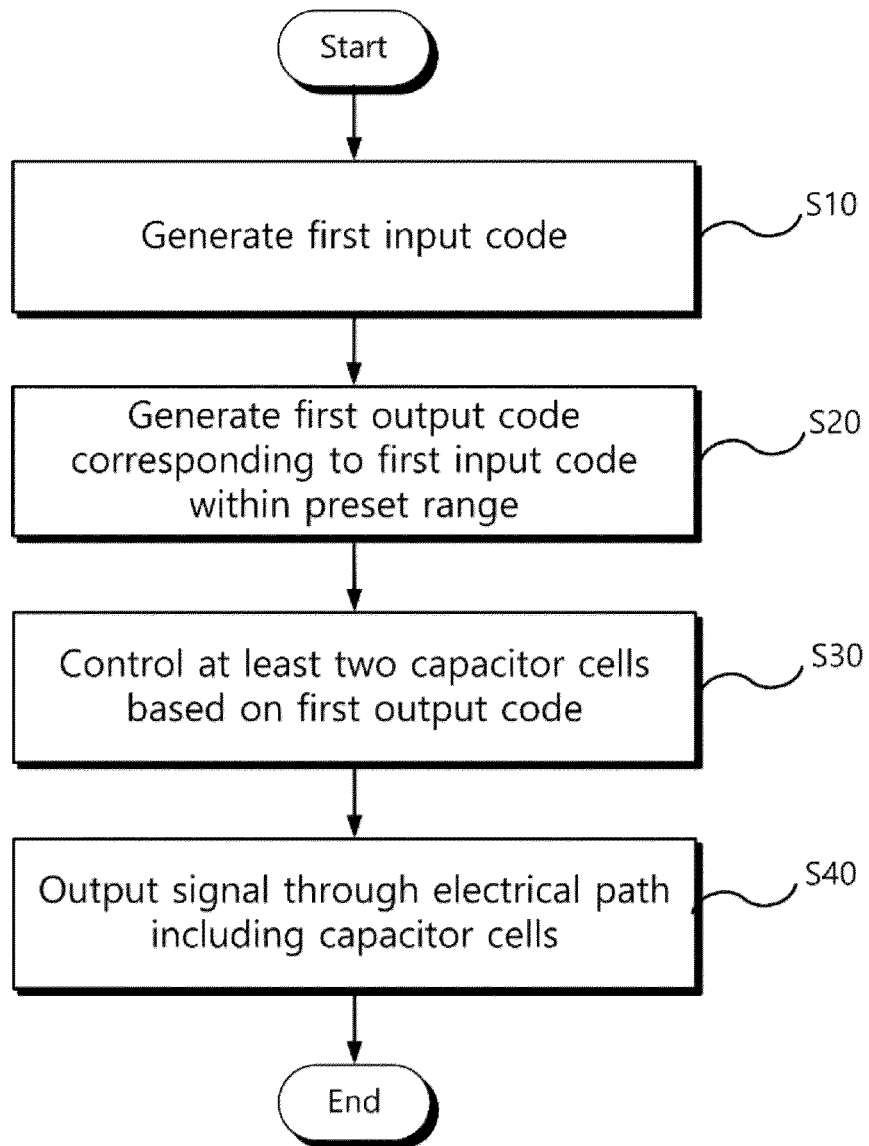 Start
Generate first input code
S10
Generate first output code
corresponding to first input code
within preset range
S20
Control at least two capacitor cells
based on first output code
S30
Output signal through electrical path
including capacitor cells
S40
End